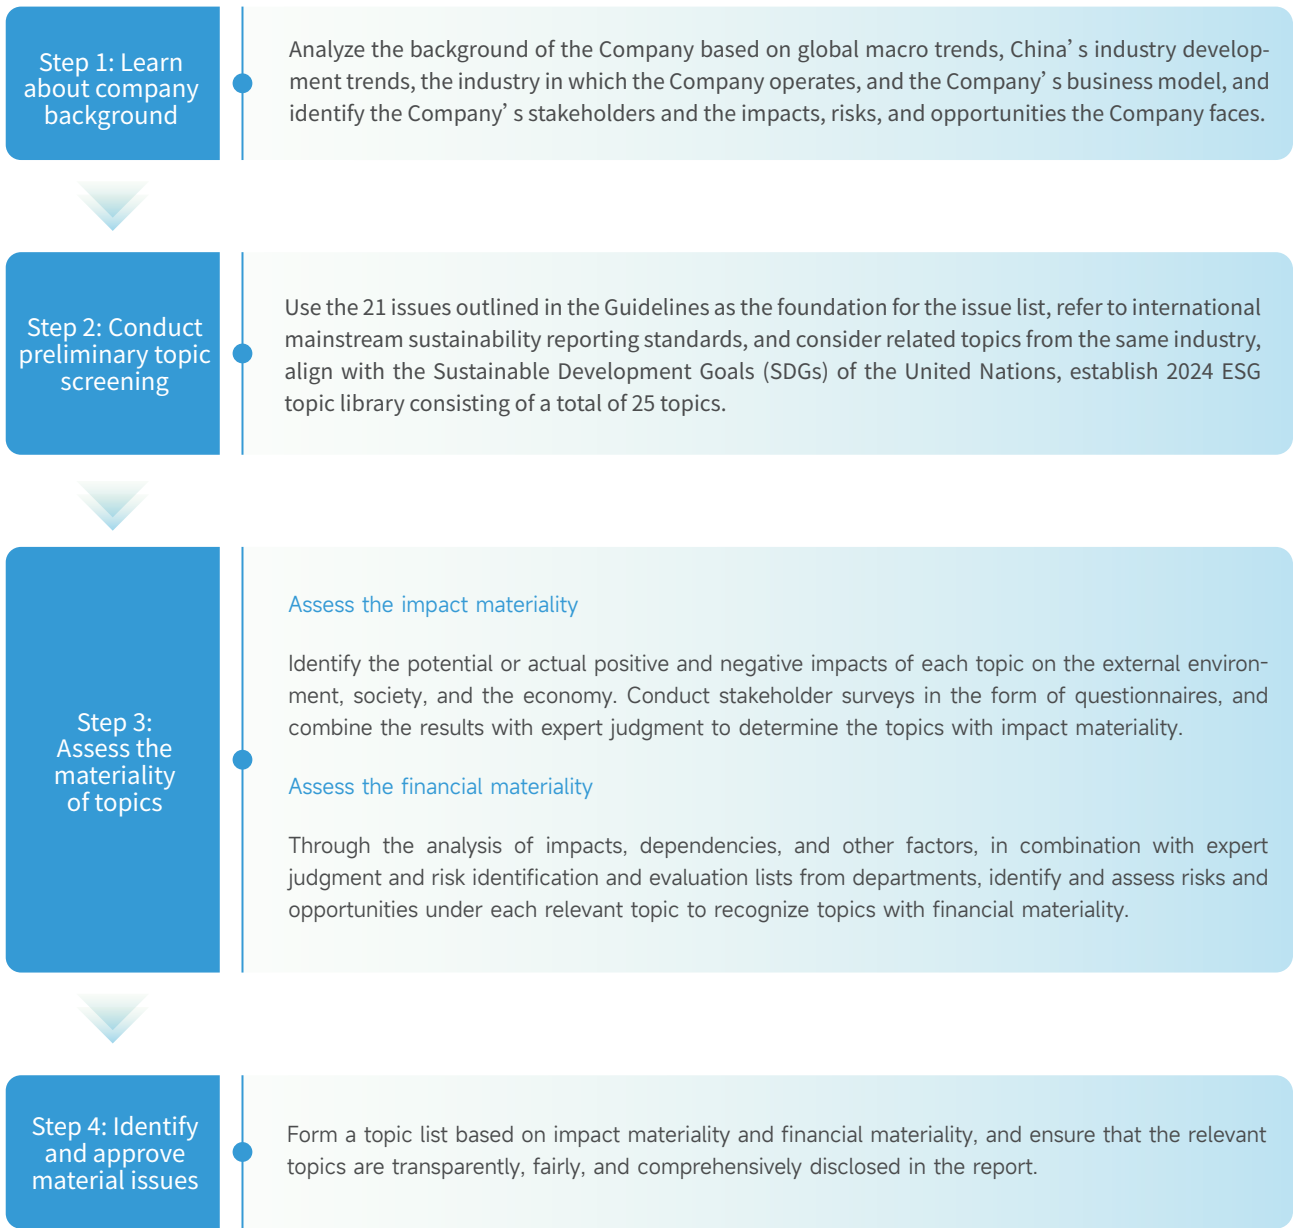 Step 1: Learn
about company
background
Analyze the background of the Company based on global macro trends, China’s industry develop-
ment trends, the industry in which the Company operates, and the Company’s business model, and
identify the Company’s stakeholders and the impacts, risks, and opportunities the Company faces.
Step 2: Conduct
preliminary topic
screening
Use the 21 issues outlined in the Guidelines as the foundation for the issue list, refer to international
mainstream sustainability reporting standards, and consider related topics from the same industry,
align with the Sustainable Development Goals (SDGs) of the United Nations, establish 2024 ESG
topic library consisting of a total of 25 topics.
Step 3:
Assess the
materiality
of topics
Assess the impact materiality
Identify the potential or actual positive and negative impacts of each topic on the external environ-
ment, society, and the economy. Conduct stakeholder surveys in the form of questionnaires, and
combine the results with expert judgment to determine the topics with impact materiality.
Assess the financial materiality
Through the analysis of impacts, dependencies, and other factors, in combination with expert
judgment and risk identification and evaluation lists from departments, identify and assess risks and
opportunities under each relevant topic to recognize topics with financial materiality.
Step 4: Identify
and approve
material issues
Form a topic list based on impact materiality and financial materiality, and ensure that the relevant
topics are transparently, fairly, and comprehensively disclosed in the report.